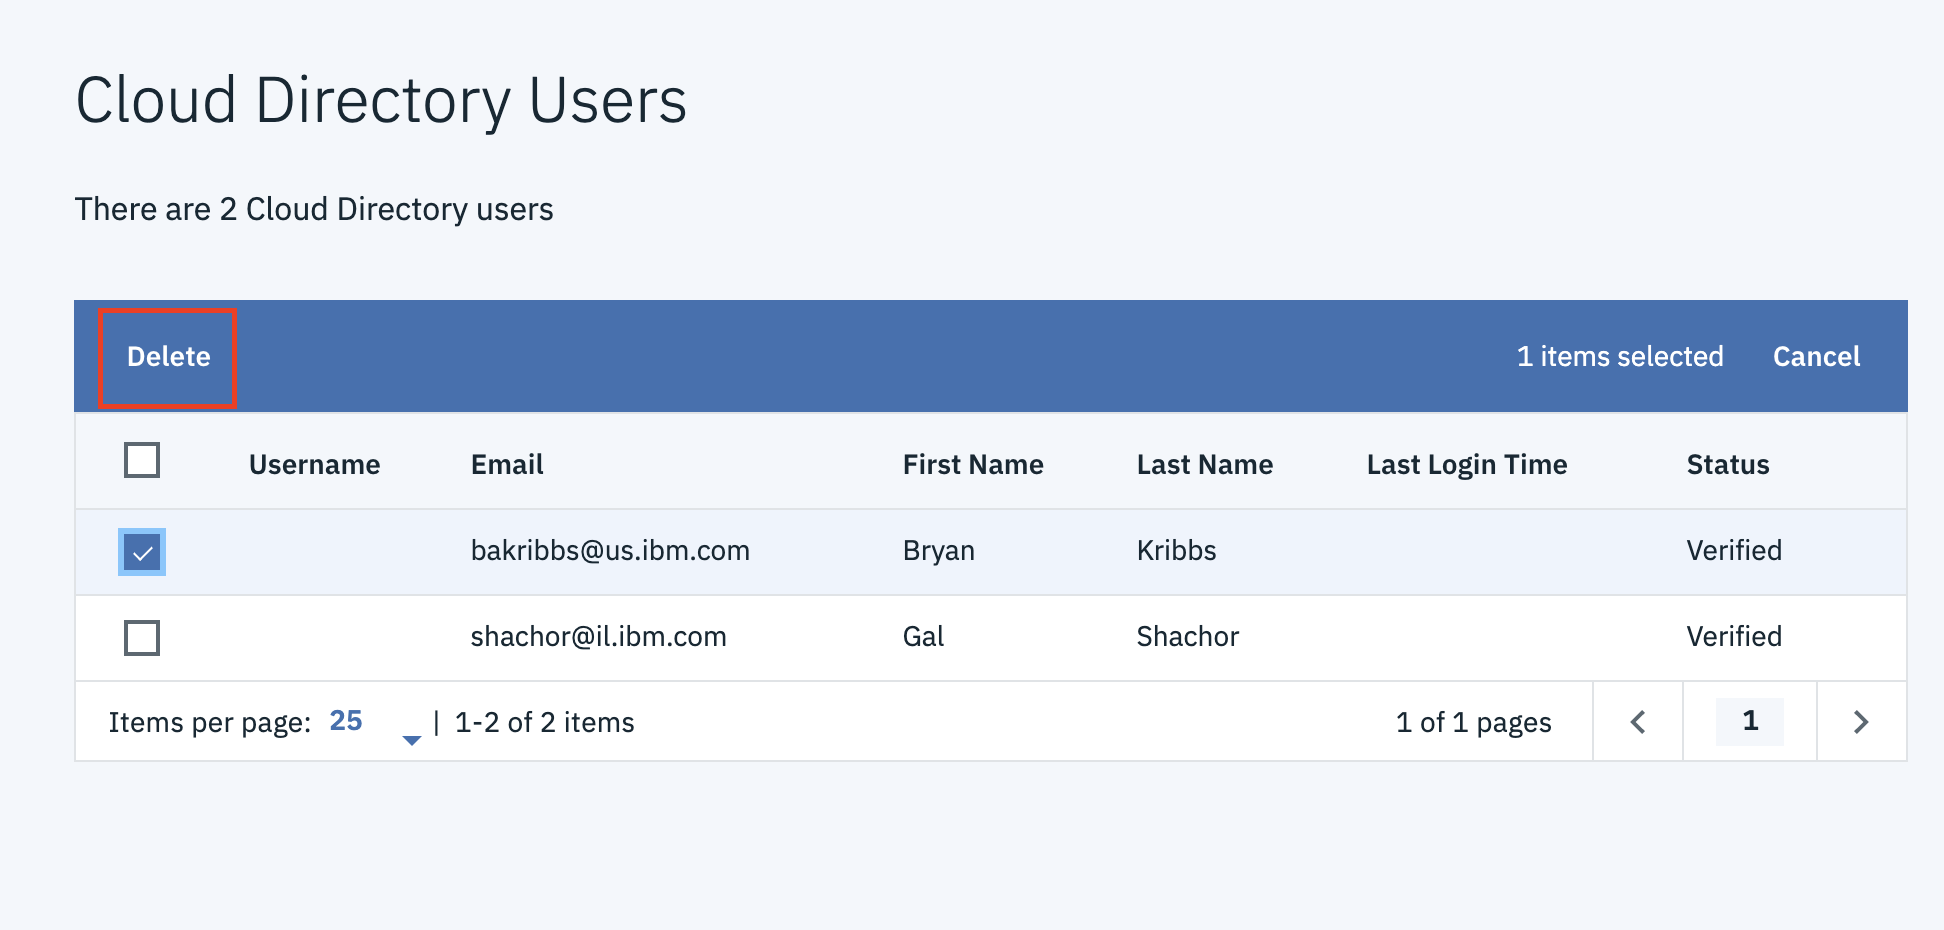 Cloud Directory Users
There are 2 Cloud Directory users
Delete 1 items selected Cancel
Username Email First Name Last Name Last Login Time Status
bakribbs@us.ibm.com Bryan Kribbs Verified
shachor@il.ibm.com Gal Shachor Verified
Items per page: 25 | 1-2 of 2 items 1 of 1 pages 1